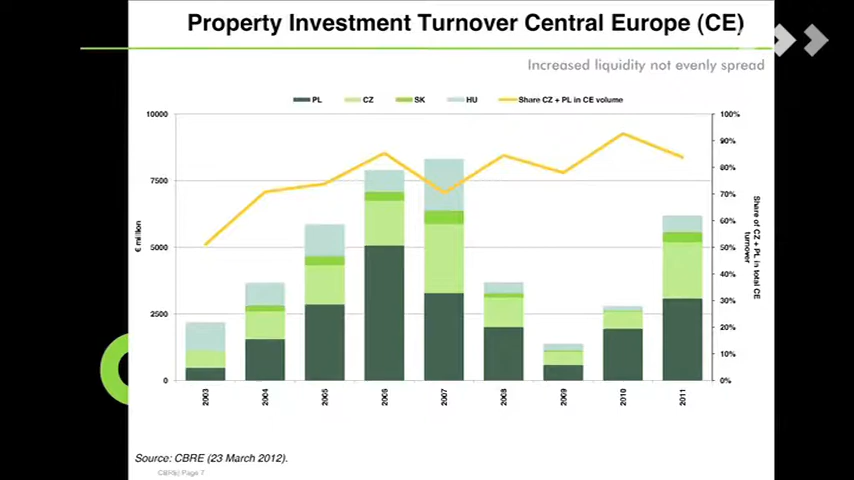 Property Investment Turnover Central Europe (CE)
Increased liquidity not evenly spread
PL CZ SK HU Share CZ + PL in CE volume
10000 100%
90%
80%
7500 70%
60%
5000 50%
40%
2500 30%
20%
10%
0 0%
€ million
Share of CZ + PL in total CE
turnover
2003 2004 2005 2006 2007 2008 2009 2010 2011
Source: CBRE (23 March 2012).
CBRE| Page 7